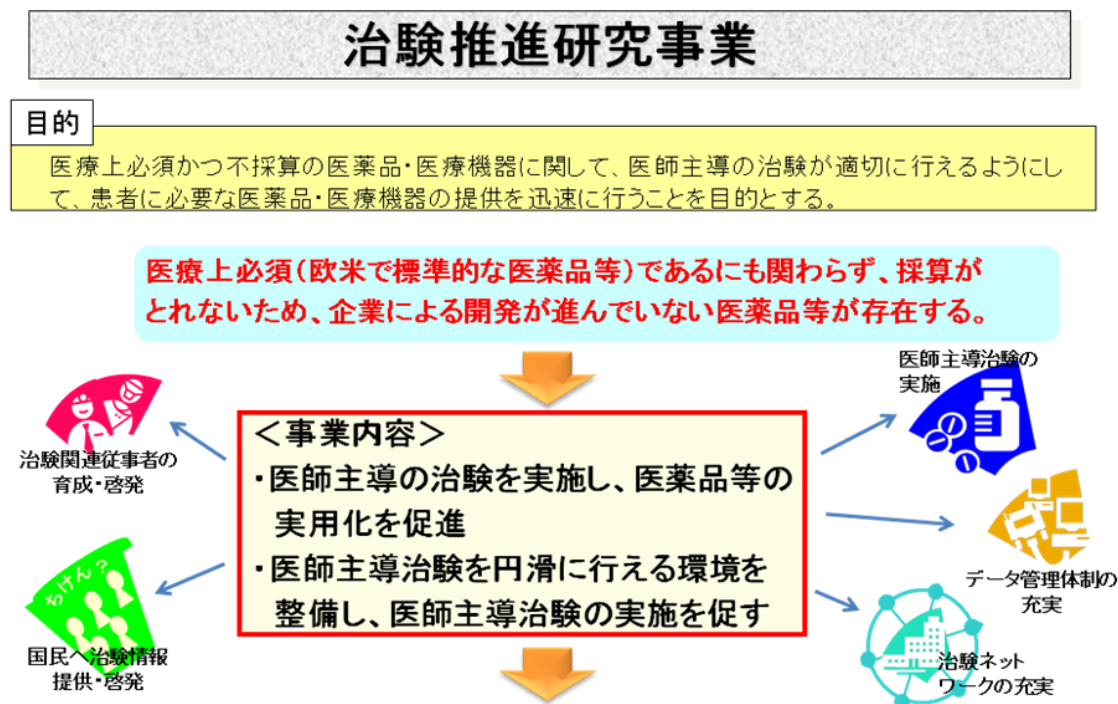 治験推進研究事業
目的
医療上必須かつ不採算の医薬品・医療機器に関して、医師主導の治験が適切に行えるようにし
て、患者に必要な医薬品・医療機器の提供を迅速に行うことを目的とする。
医療上必須(欧米で標準的な医薬品等)であるにも関わらず、採算が
とれないため、企業による開発が進んでいない医薬品等が存在する。
医師主導治験の
実施
治験関連従事者の
育成・啓発
＜事業内容＞
・医師主導の治験を実施し、医薬品等の
実用化を促進
・医師主導治験を円滑に行える環境を
整備し、医師主導治験の実施を促す
データ管理体制の
充実
ちけん?
国民へ治験情報
提供・啓発
治験ネット
ワークの充実